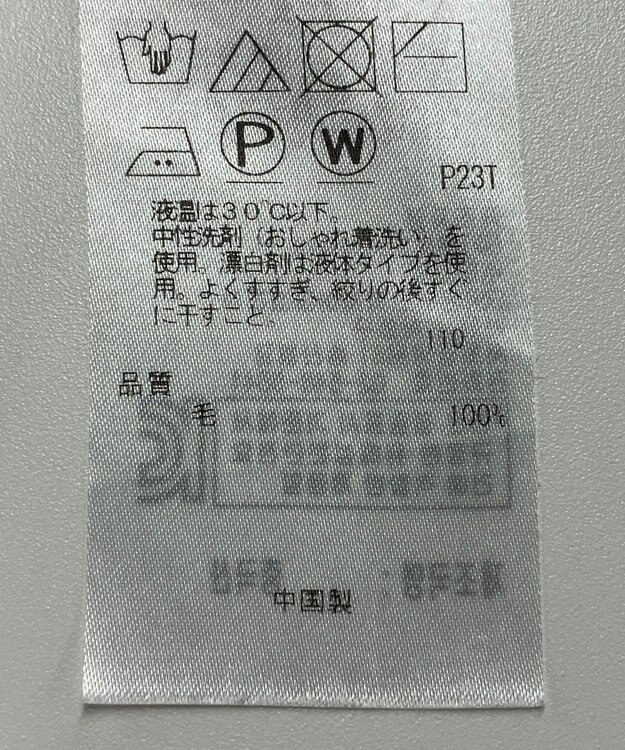 P W
P23T
液温は30℃以下。
中性洗剤（おしゃれ着洗い）を
使用。漂白剤は液体タイプを使
用。よくすすぎ、絞りの後すぐ
に干すこと。
110
品質
毛 100%
中国製